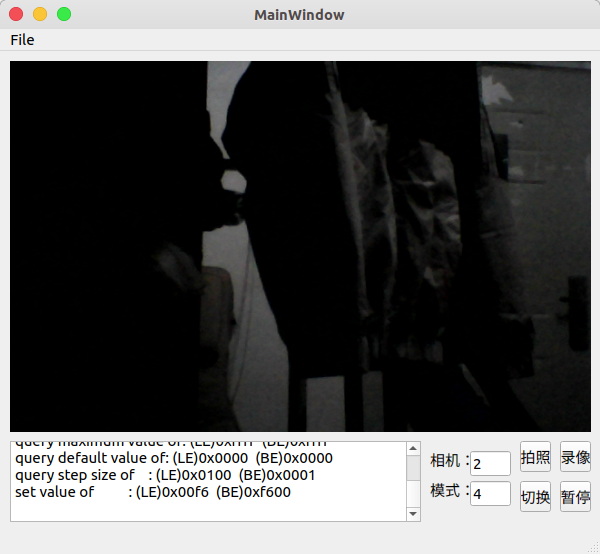 MainWindow
File
query maximum value of: (LE)0xffff (BE)0xffff
query default value of: (LE)0x0000 (BE)0x0000
query step size of : (LE)0x0100 (BE)0x0001
set value of : (LE)0x00f6 (BE)0xf600
相机：2
拍照 录像
模式：4
切换 暂停